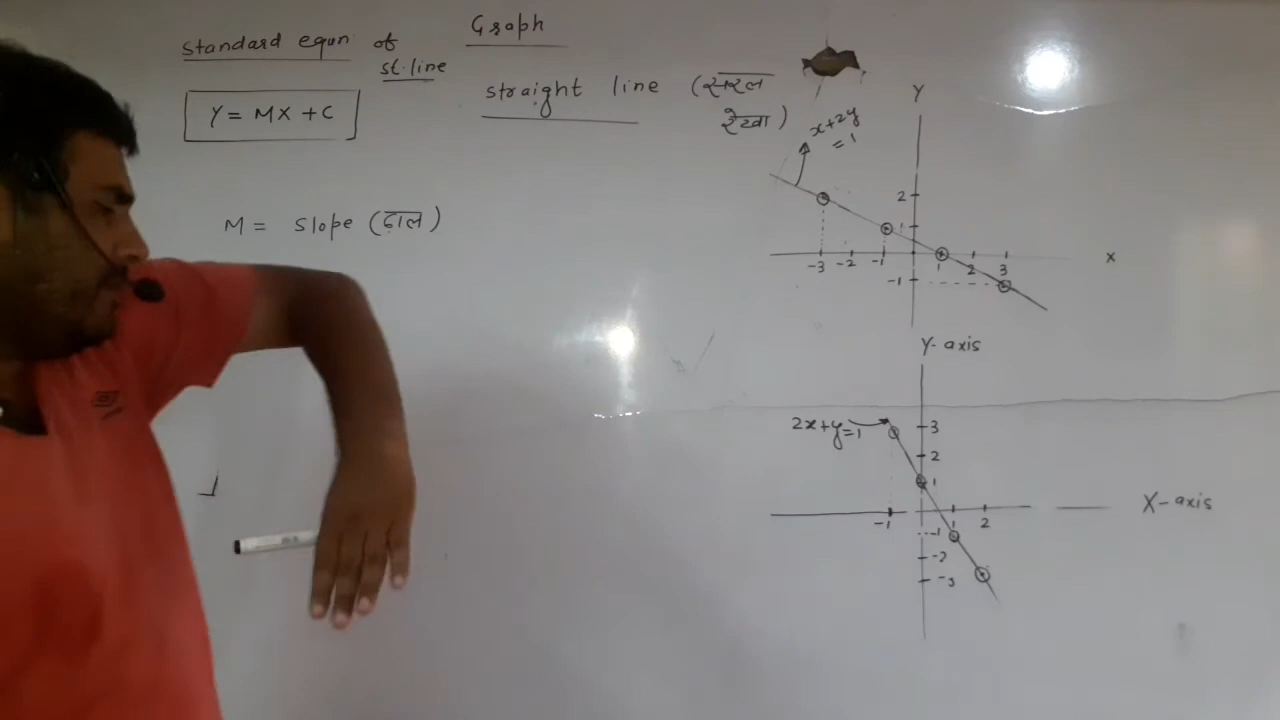 Graph
Standard equn of
st. line
Y = MX + C
straight line (सरल
रेखा)
M = slope (ढाल)
x+2y
= 1
Y
2
1
-3 -2 -1 1 2 3
x
-1
Y-axis
2x+y=1
3
2
1
X-axis
-1 1 2
-1
-2
-3